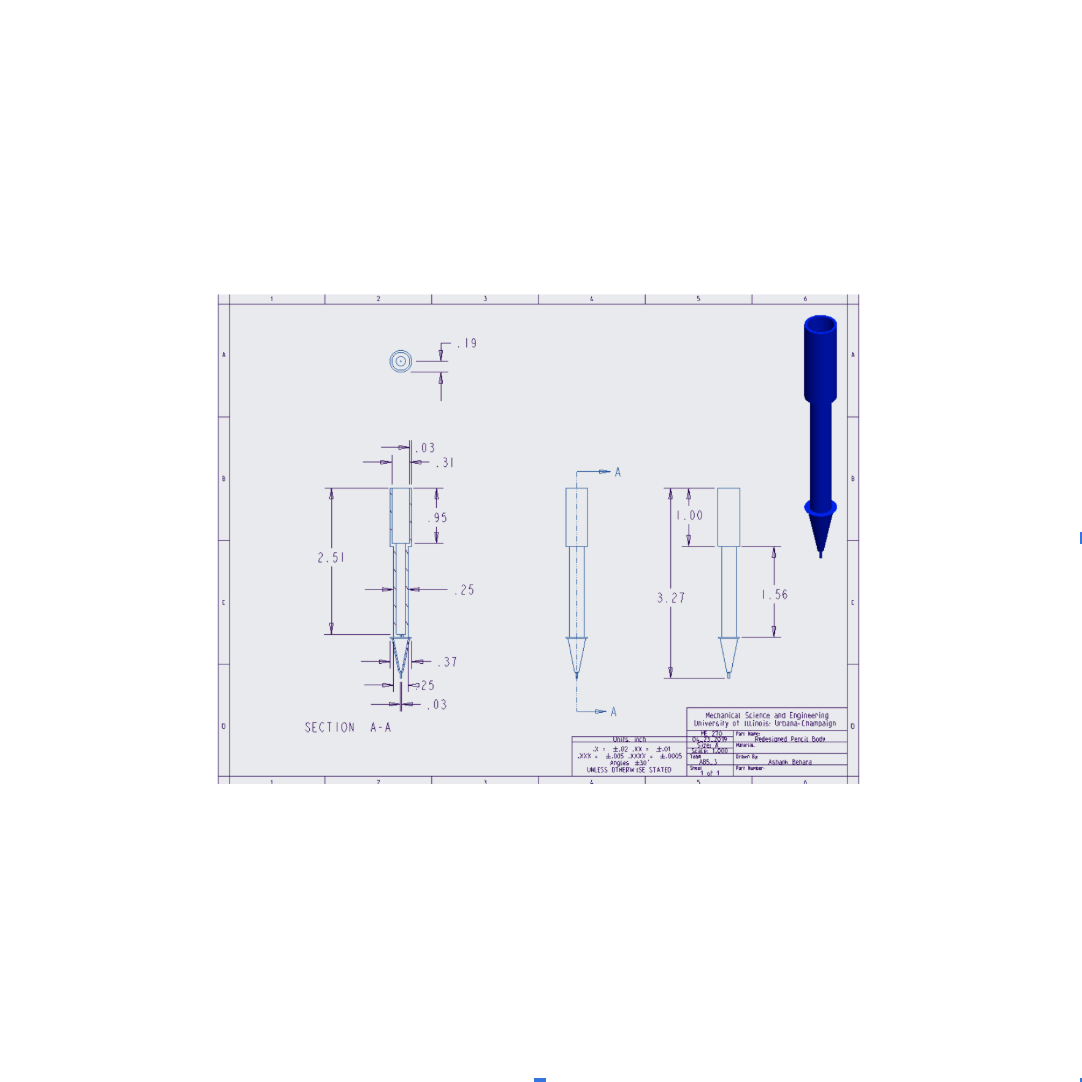 1 2 3 4 5 6
A A
.19
.03
.31
A
B B
.95
1.00
2.51
.25
3.27
1.56
C C
.37
.25
.03
A
SECTION A-A
D D
Mechanical Science and Engineering
University of Illinois: Urbana-Champaign
Units: inch
.X = ±.02 .XX = ±.01
.XXX = ±.005 .XXXX = ±.0005
Angles ±30'
UNLESS OTHERWISE STATED
ME 270
04.23.2019
Size: A
Scale: 1.000
Team
AB5.3
Sheet
1 of 1
Part Name:
Redesigned Pencil Body
Material:
Drawn By:
Part Number:
1 2 3 4 5 6